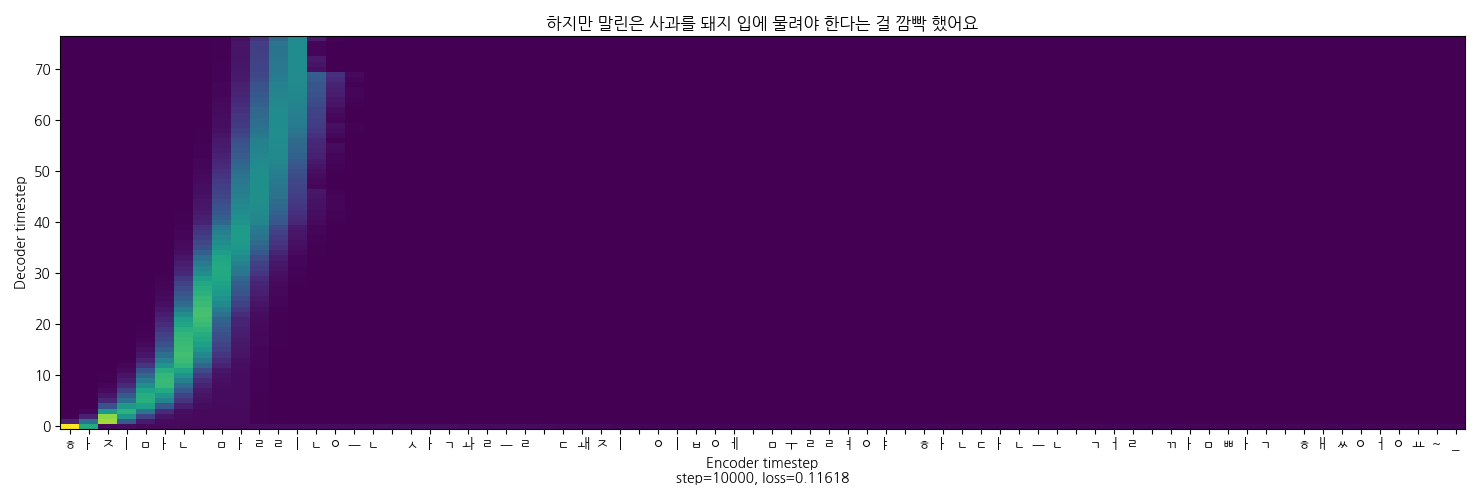 하지만 말린은 사과를 돼지 입에 물려야 한다는 걸 깜빡 했어요
Decoder timestep
70
60
50
40
30
20
10
0
ㅎ ㅏ ㅈ ㅣ ㅁ ㅏ ㄴ ㅁ ㅏ ㄹ ㄹ ㅣ ㄴ ㅇ ㅡ ㄴ ㅅ ㅏ ㄱ ㅘ ㄹ ㅡ ㄹ ㄷ ㅙ ㅈ ㅣ ㅇ ㅣ ㅂ ㅇ ㅔ ㅁ ㅜ ㄹ ㄹ ㅕ ㅇ ㅑ ㅎ ㅏ ㄴ ㄷ ㅏ ㄴ ㅡ ㄴ ㄱ ㅓ ㄹ ㄲ ㅏ ㅁ ㅃ ㅏ ㄱ ㅎ ㅐ ㅆ ㅇ ㅓ ㅇ ㅛ ~ _
Encoder timestep
step=10000, loss=0.11618